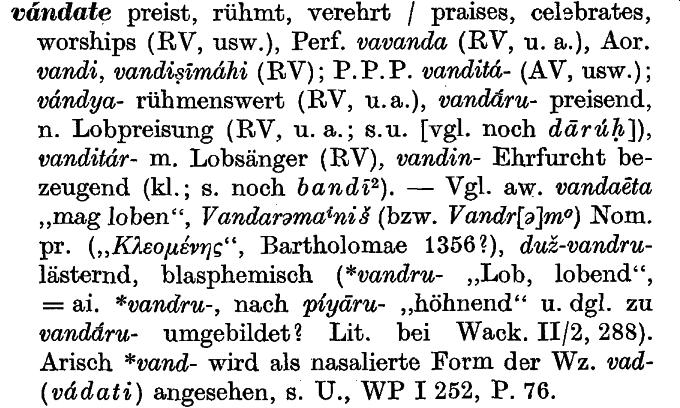 vándate preist, rühmt, verehrt / praises, celəbrates,
worships (RV, usw.), Perf. vavanda (RV, u. a.), Aor.
vandi, vandiṣīmáhi (RV); P. P. P. vanditá- (AV, usw.);
vándya- rühmenswert (RV, u. a.), vandā́ru- preisend,
n. Lobpreisung (RV, u. a.; s. u. [vgl. noch dārúḥ]),
vanditár- m. Lobsänger (RV), vandin- Ehrfurcht be-
zeugend (kl.; s. noch bandī²). — Vgl. aw. vandaēta
„mag loben“, Vandarəmaⁱniš (bzw. Vandr[ə]m⁰) Nom.
pr. („Κλεομένης“, Bartholomae 1356?), duž-vandru-
lästernd, blasphemisch (*vandru- „Lob, lobend“,
= ai. *vandru-, nach píyāru- „höhnend“ u. dgl. zu
vandā́ru- umgebildet? Lit. bei Wack. II/2, 288).
Arisch *vand- wird als nasalierte Form der Wz. vad-
(vádati) angesehen, s. U., WP I 252, P. 76.